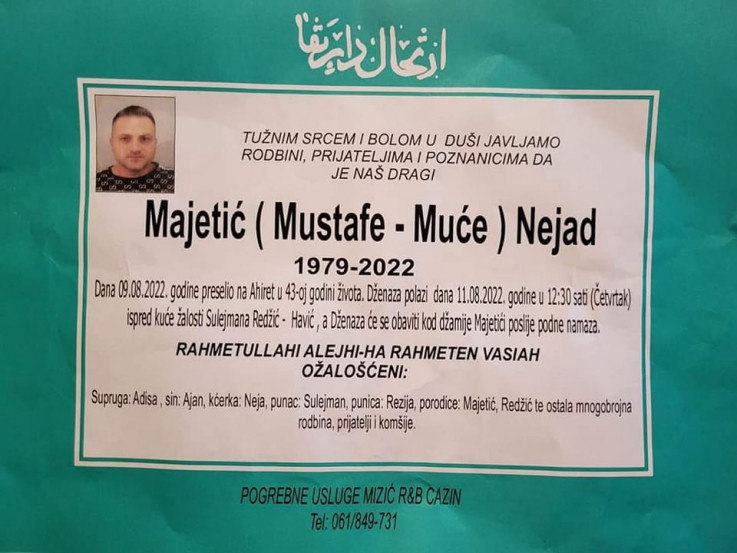 ارتحال دار بقا
TUŽNIM SRCEM I BOLOM U DUŠI JAVLJAMO
RODBINI, PRIJATELJIMA I POZNANICIMA DA
JE NAŠ DRAGI
Majetić ( Mustafe - Muće ) Nejad
1979-2022
Dana 09.08.2022. godine preselio na Ahiret u 43-oj godini života. Dženaza polazi dana 11.08.2022. godine u 12:30 sati (Četvrtak)
ispred kuće žalosti Sulejmana Redžić - Havić , a Dženaza će se obaviti kod džamije Majetići poslije podne namaza.
RAHMETULLAHI ALEJHI-HA RAHMETEN VASIAH
OŽALOŠĆENI:
Supruga: Adisa , sin: Ajan, kćerka: Neja, punac: Sulejman, punica: Rezija, porodice: Majetić, Redžić te ostala mnogobrojna
rodbina, prijatelji i komšije.
POGREBNE USLUGE MIZIĆ R&B CAZIN
Tel: 061/849-731